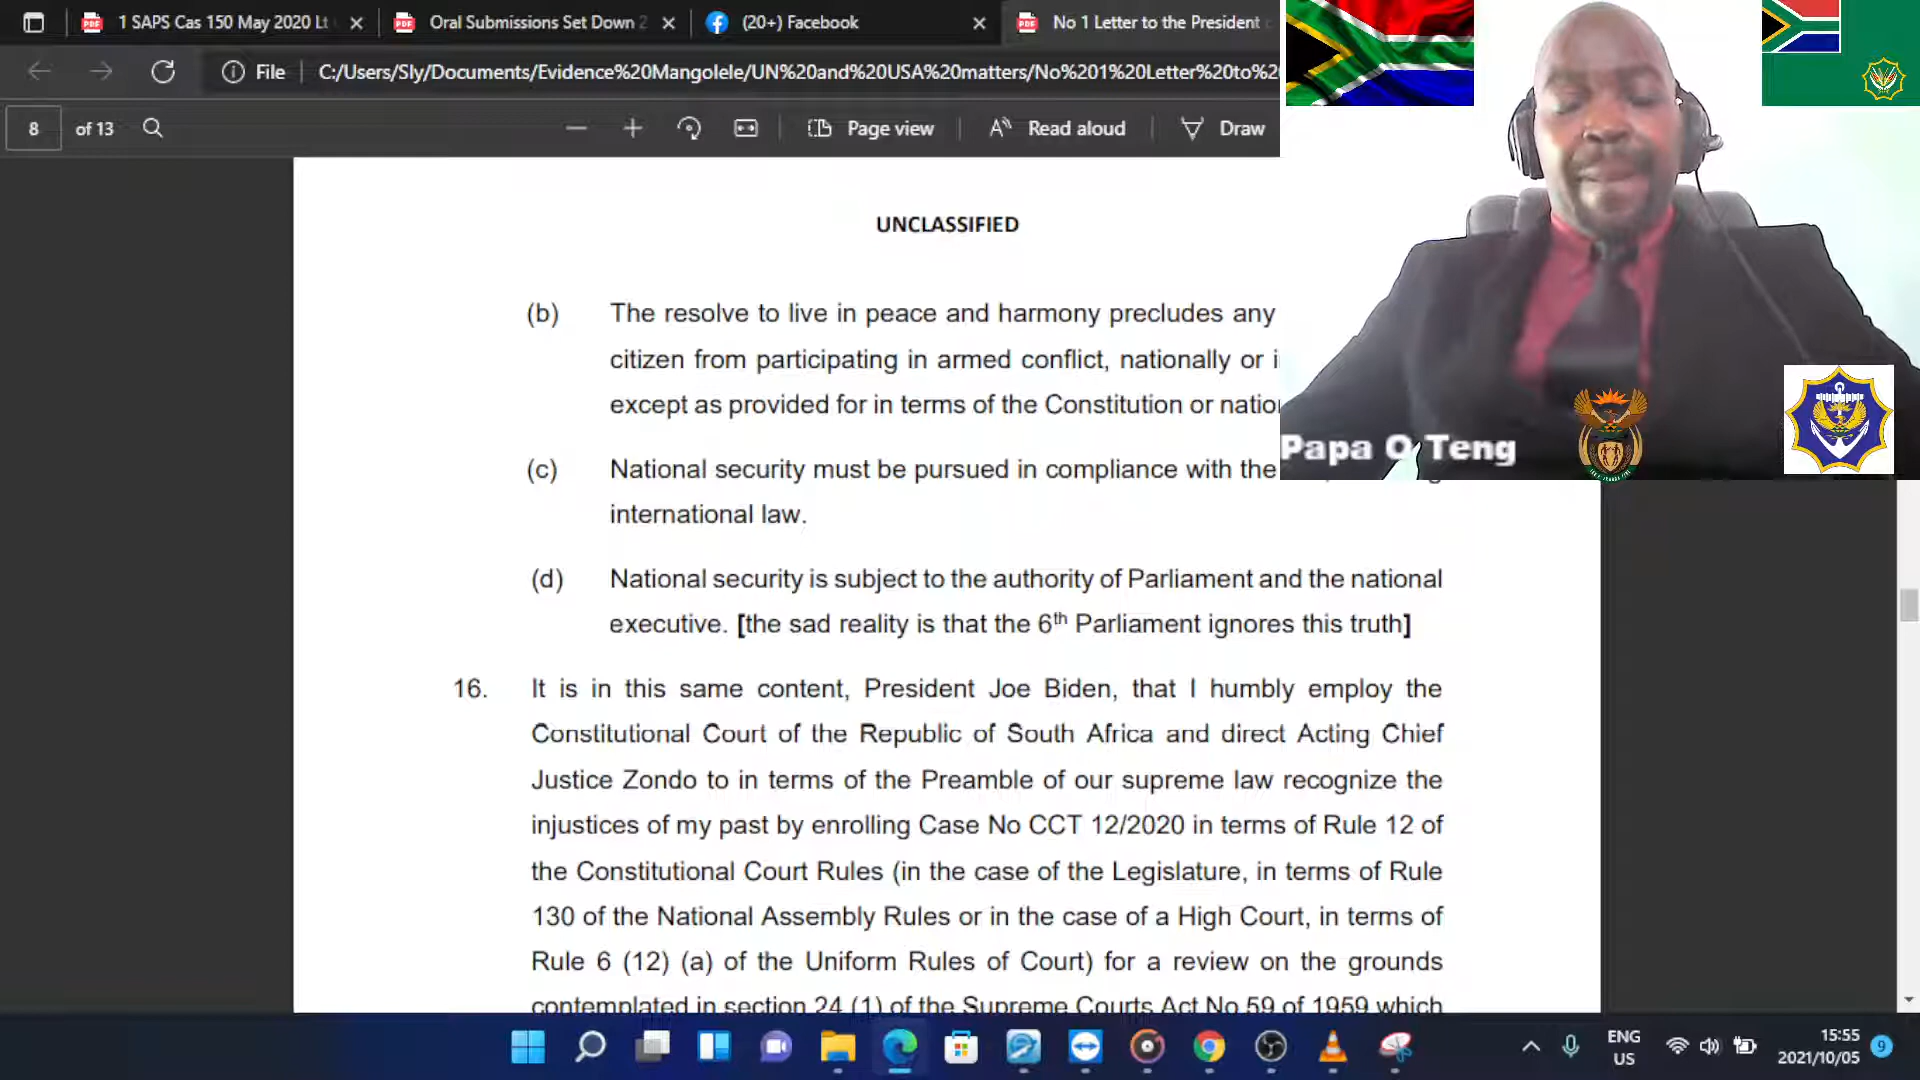 1 SAPS Cas 150 May 2020 Lt
Oral Submissions Set Down 2
(20+) Facebook
No 1 Letter to the President
File
C:/Users/Sly/Documents/Evidence%20Mangolele/UN%20and%20USA%20matters/No%201%20Letter%20to%20
8 of 13
Page view
Read aloud
Draw
UNCLASSIFIED
(b) The resolve to live in peace and harmony precludes any
citizen from participating in armed conflict, nationally or i
except as provided for in terms of the Constitution or natio
Papa O Teng
(c) National security must be pursued in compliance with the
international law.
(d) National security is subject to the authority of Parliament and the national
executive. [the sad reality is that the 6th Parliament ignores this truth]
16. It is in this same content, President Joe Biden, that I humbly employ the
Constitutional Court of the Republic of South Africa and direct Acting Chief
Justice Zondo to in terms of the Preamble of our supreme law recognize the
injustices of my past by enrolling Case No CCT 12/2020 in terms of Rule 12 of
the Constitutional Court Rules (in the case of the Legislature, in terms of Rule
130 of the National Assembly Rules or in the case of a High Court, in terms of
Rule 6 (12) (a) of the Uniform Rules of Court) for a review on the grounds
contemplated in section 24 (1) of the Supreme Courts Act No 59 of 1959 which
ENG
US
15:55
2021/10/05
9